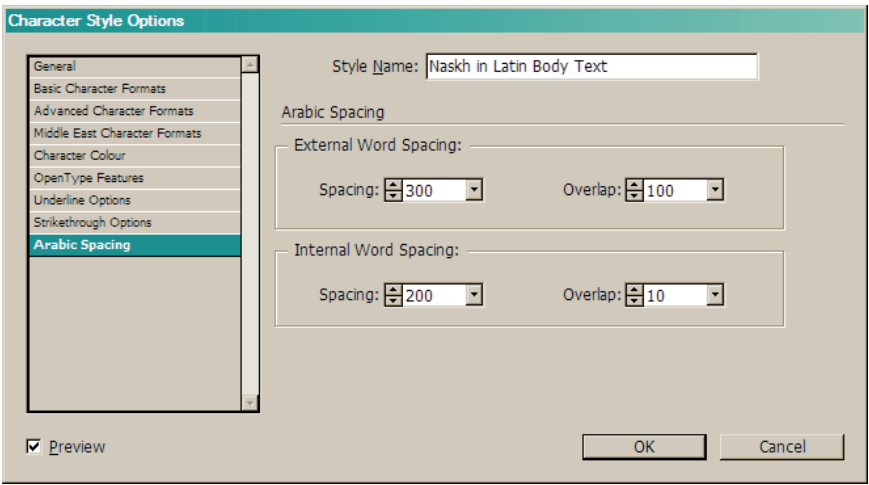 Character Style Options
General
Basic Character Formats
Advanced Character Formats
Middle East Character Formats
Character Colour
OpenType Features
Underline Options
Strikethrough Options
Arabic Spacing
Style Name: Naskh in Latin Body Text
Arabic Spacing
External Word Spacing:
Spacing: 300 Overlap: 100
Internal Word Spacing:
Spacing: 200 Overlap: 10
Preview
OK Cancel